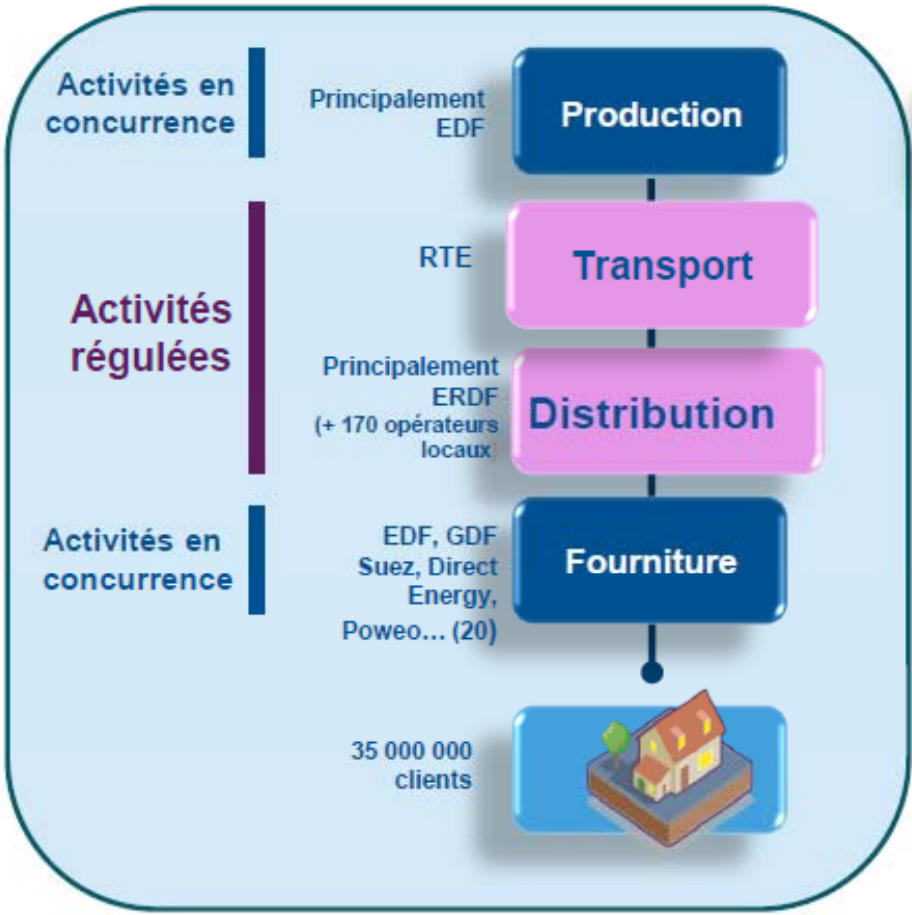 Activités en
concurrence
Principalement
EDF
Production
RTE
Transport
Activités
régulées
Principalement
ERDF
(+ 170 opérateurs
locaux)
Distribution
Activités en
concurrence
EDF, GDF
Suez, Direct
Energy,
Poweo... (20)
Fourniture
35 000 000
clients